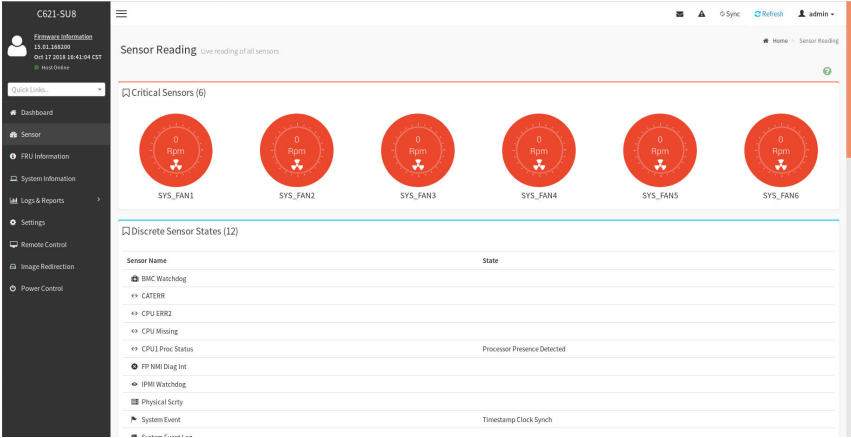 C621-SU8
Sync
Refresh
admin
Firmware Information
15.01.168200
Oct 17 2018 16:41:04 CST
Host Online
Quick Links..
Dashboard
Sensor
FRU Information
System Infomation
Logs & Reports
Settings
Remote Control
Image Redirection
Power Control
Sensor Reading Live reading of all sensors
Home > Sensor Reading
Critical Sensors (6)
0 0 0 0 0 0
Rpm Rpm Rpm Rpm Rpm Rpm
SYS_FAN1 SYS_FAN2 SYS_FAN3 SYS_FAN4 SYS_FAN5 SYS_FAN6
Discrete Sensor States (12)
Sensor Name State
BMC Watchdog
CATERR
CPU ERR2
CPU Missing
CPU1 Proc Status Processor Presence Detected
FP NMI Diag Int
IPMI Watchdog
Physical Scrty
System Event Timestamp Clock Synch
System Event Log